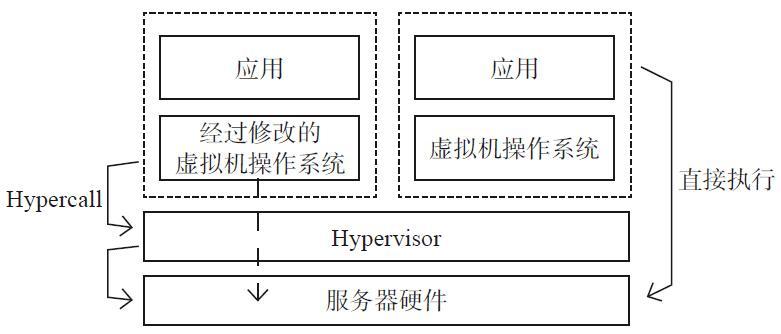 应用
应用
经过修改的
虚拟机操作系统
虚拟机操作系统
Hypercall
直接执行
Hypervisor
服务器硬件